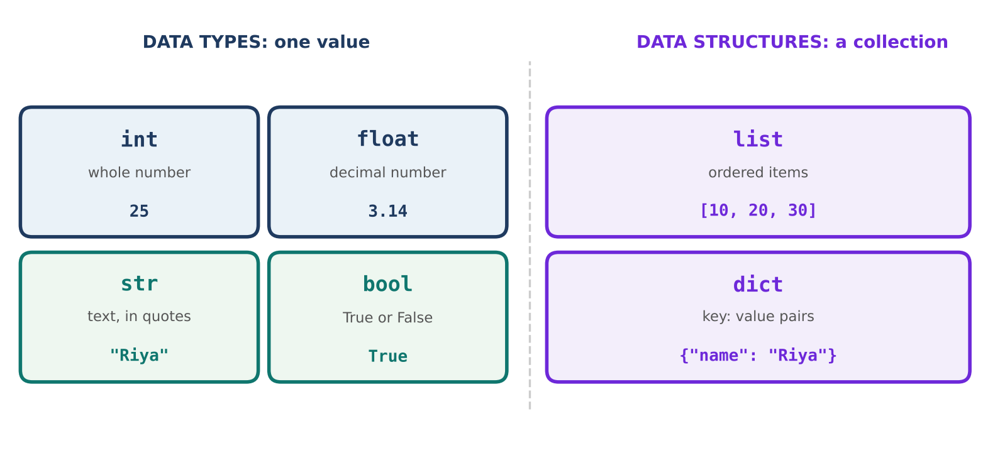 DATA TYPES: one value
DATA STRUCTURES: a collection
int
whole number
25
float
decimal number
3.14
list
ordered items
[10, 20, 30]
str
text, in quotes
"Riya"
bool
True or False
True
dict
key: value pairs
{"name": "Riya"}